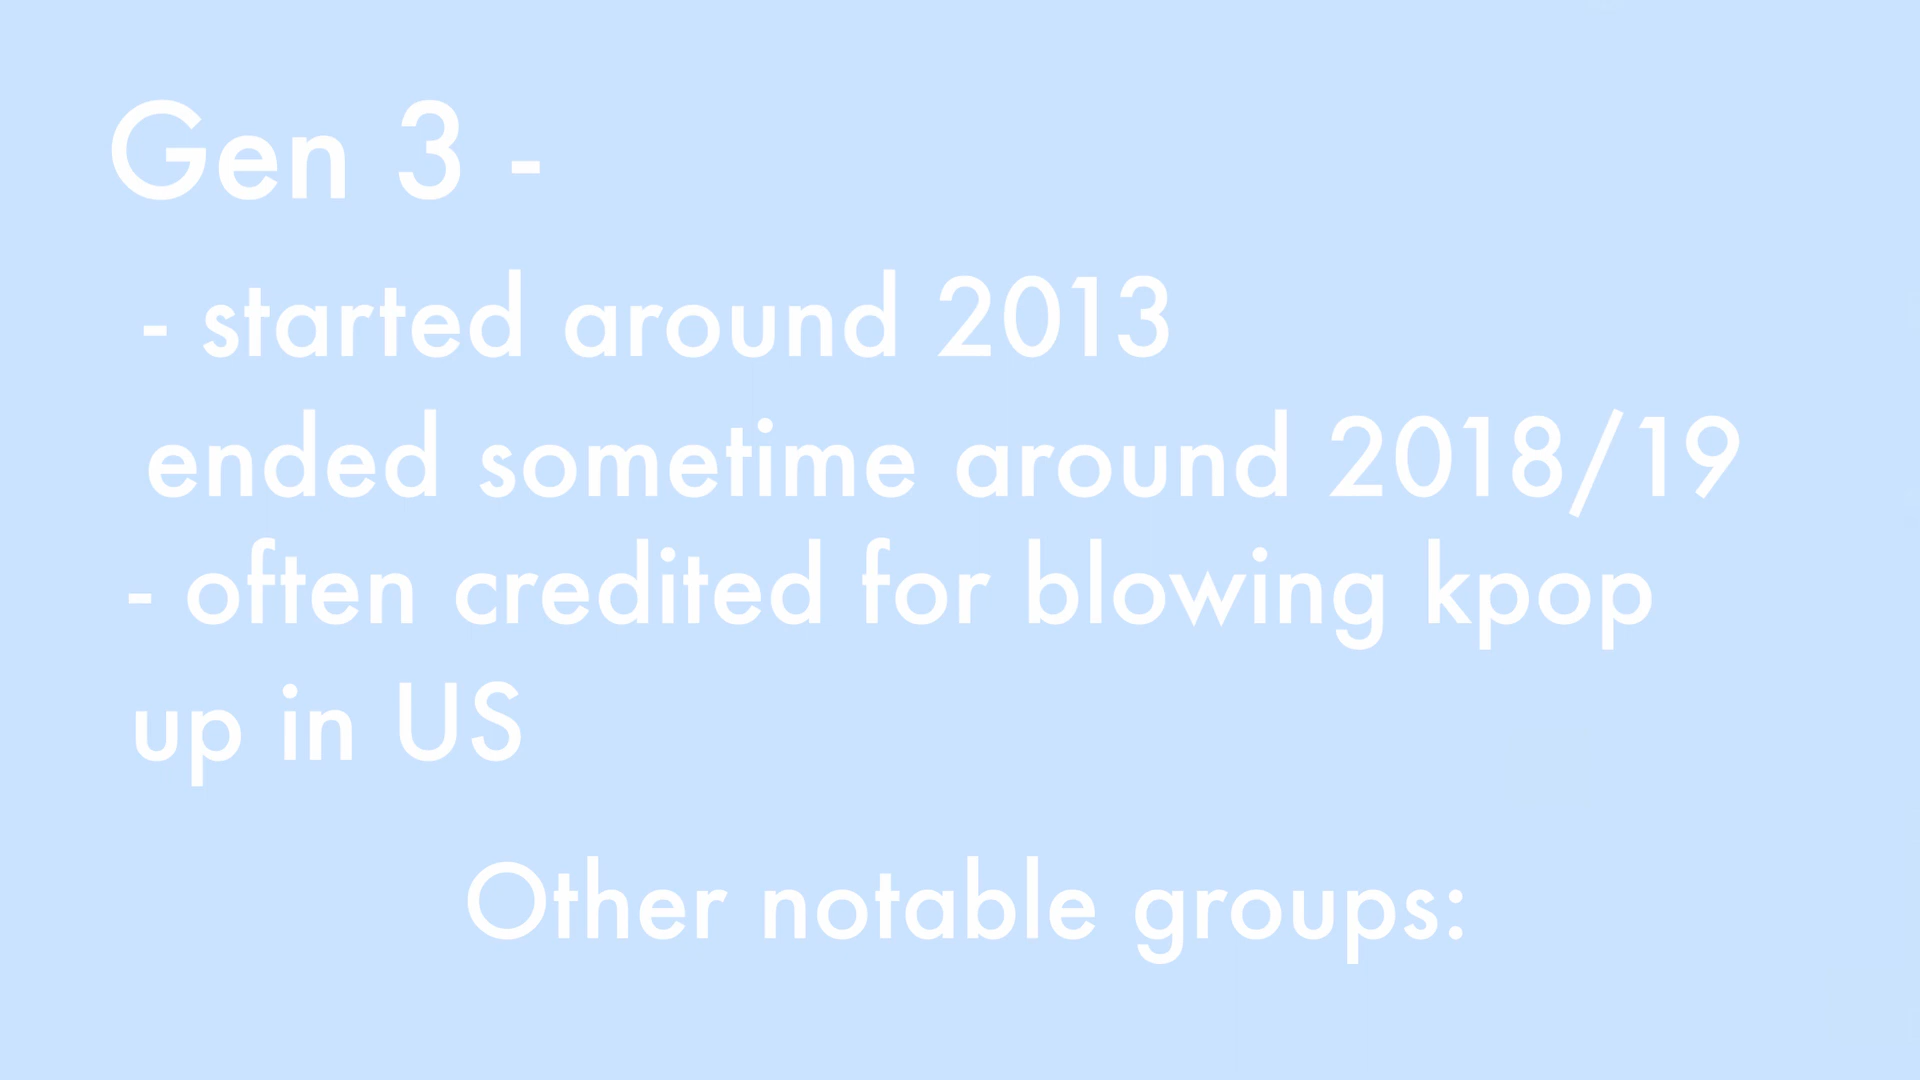 Gen 3 -
- started around 2013
ended sometime around 2018/19
- often credited for blowing kpop
up in US
Other notable groups: